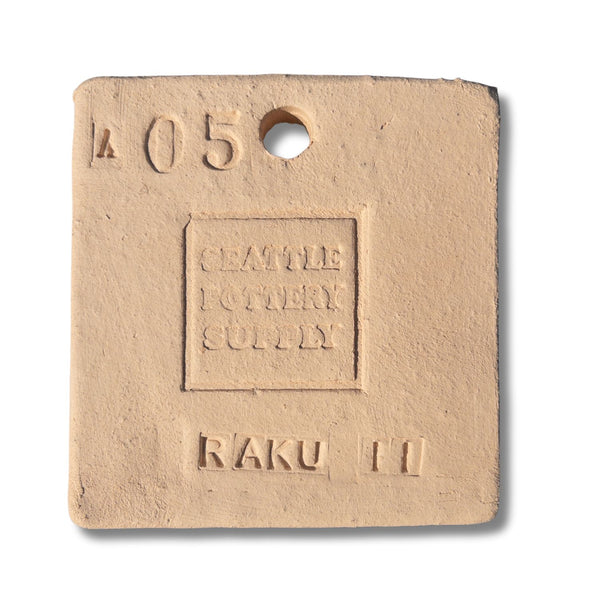 ▵05
SEATTLE
POTTERY
SUPPLY
RAKU II